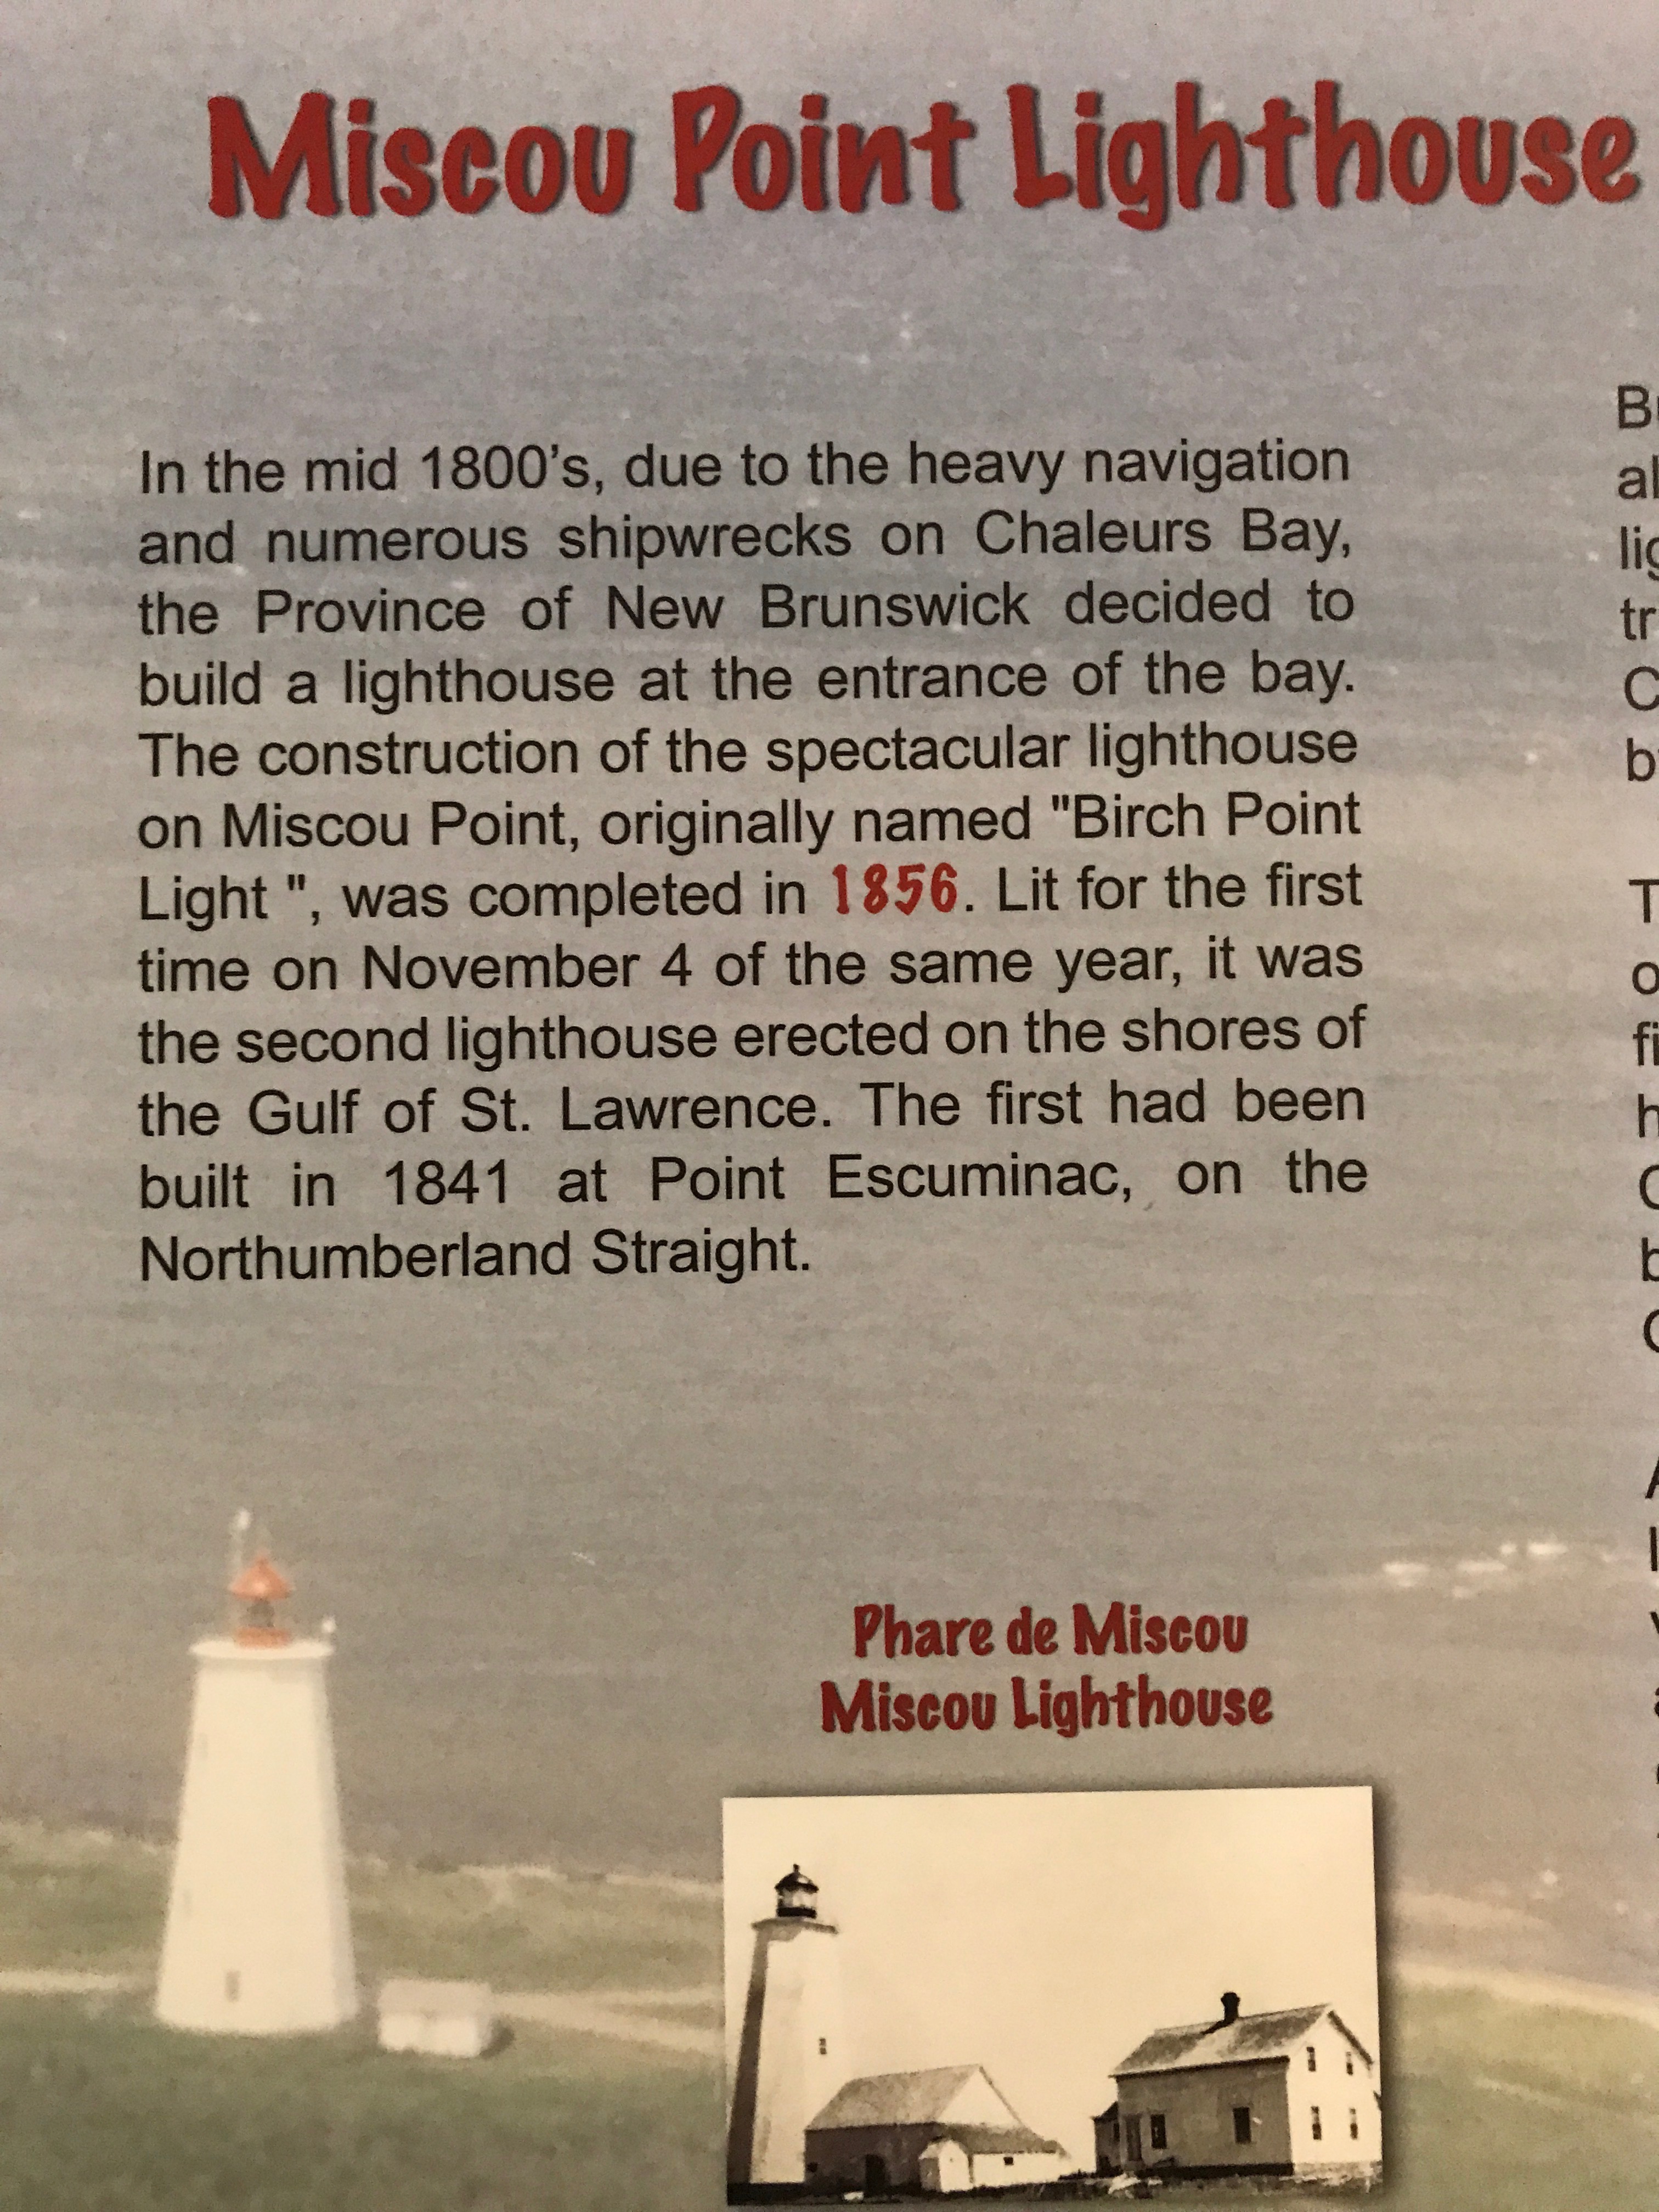 Miscou Point Lighthouse
In the mid 1800’s, due to the heavy navigation
and numerous shipwrecks on Chaleurs Bay,
the Province of New Brunswick decided to
build a lighthouse at the entrance of the bay.
The construction of the spectacular lighthouse
on Miscou Point, originally named "Birch Point
Light ", was completed in 1856. Lit for the first
time on November 4 of the same year, it was
the second lighthouse erected on the shores of
the Gulf of St. Lawrence. The first had been
built in 1841 at Point Escuminac, on the
Northumberland Straight.
Phare de Miscou
Miscou Lighthouse